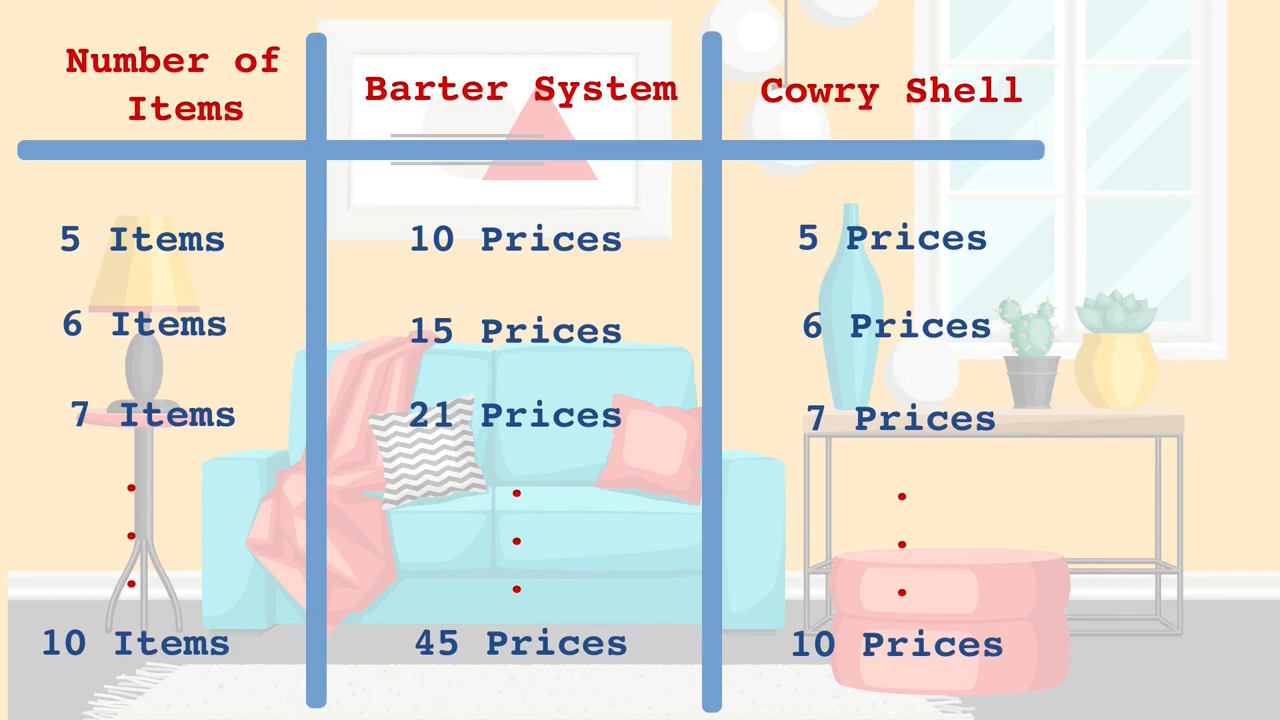 Number of
Items
Barter System
Cowry Shell
5 Items
10 Prices
5 Prices
6 Items
15 Prices
6 Prices
7 Items
21 Prices
7 Prices
10 Items
45 Prices
10 Prices